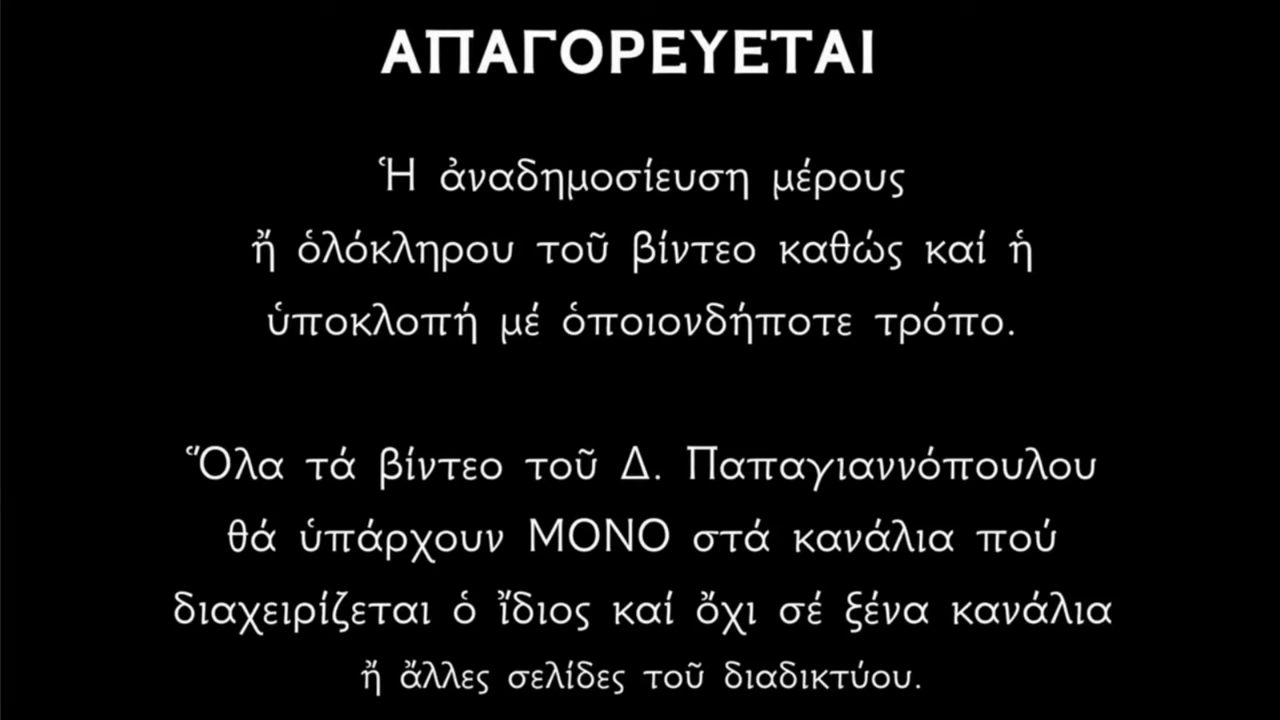 ΑΠΑΓΟΡΕΥΕΤΑΙ
Ἡ ἀναδημοσίευση μέρους
ἤ ὁλόκληρου τοῦ βίντεο καθώς καί ἡ
ὑποκλοπή μέ ὁποιονδήποτε τρόπο.
Ὅλα τά βίντεο τοῦ Δ. Παπαγιαννόπουλου
θά ὑπάρχουν ΜΟΝΟ στά κανάλια πού
διαχειρίζεται ὁ ἴδιος καί ὄχι σέ ξένα κανάλια
ἤ ἄλλες σελίδες τοῦ διαδικτύου.